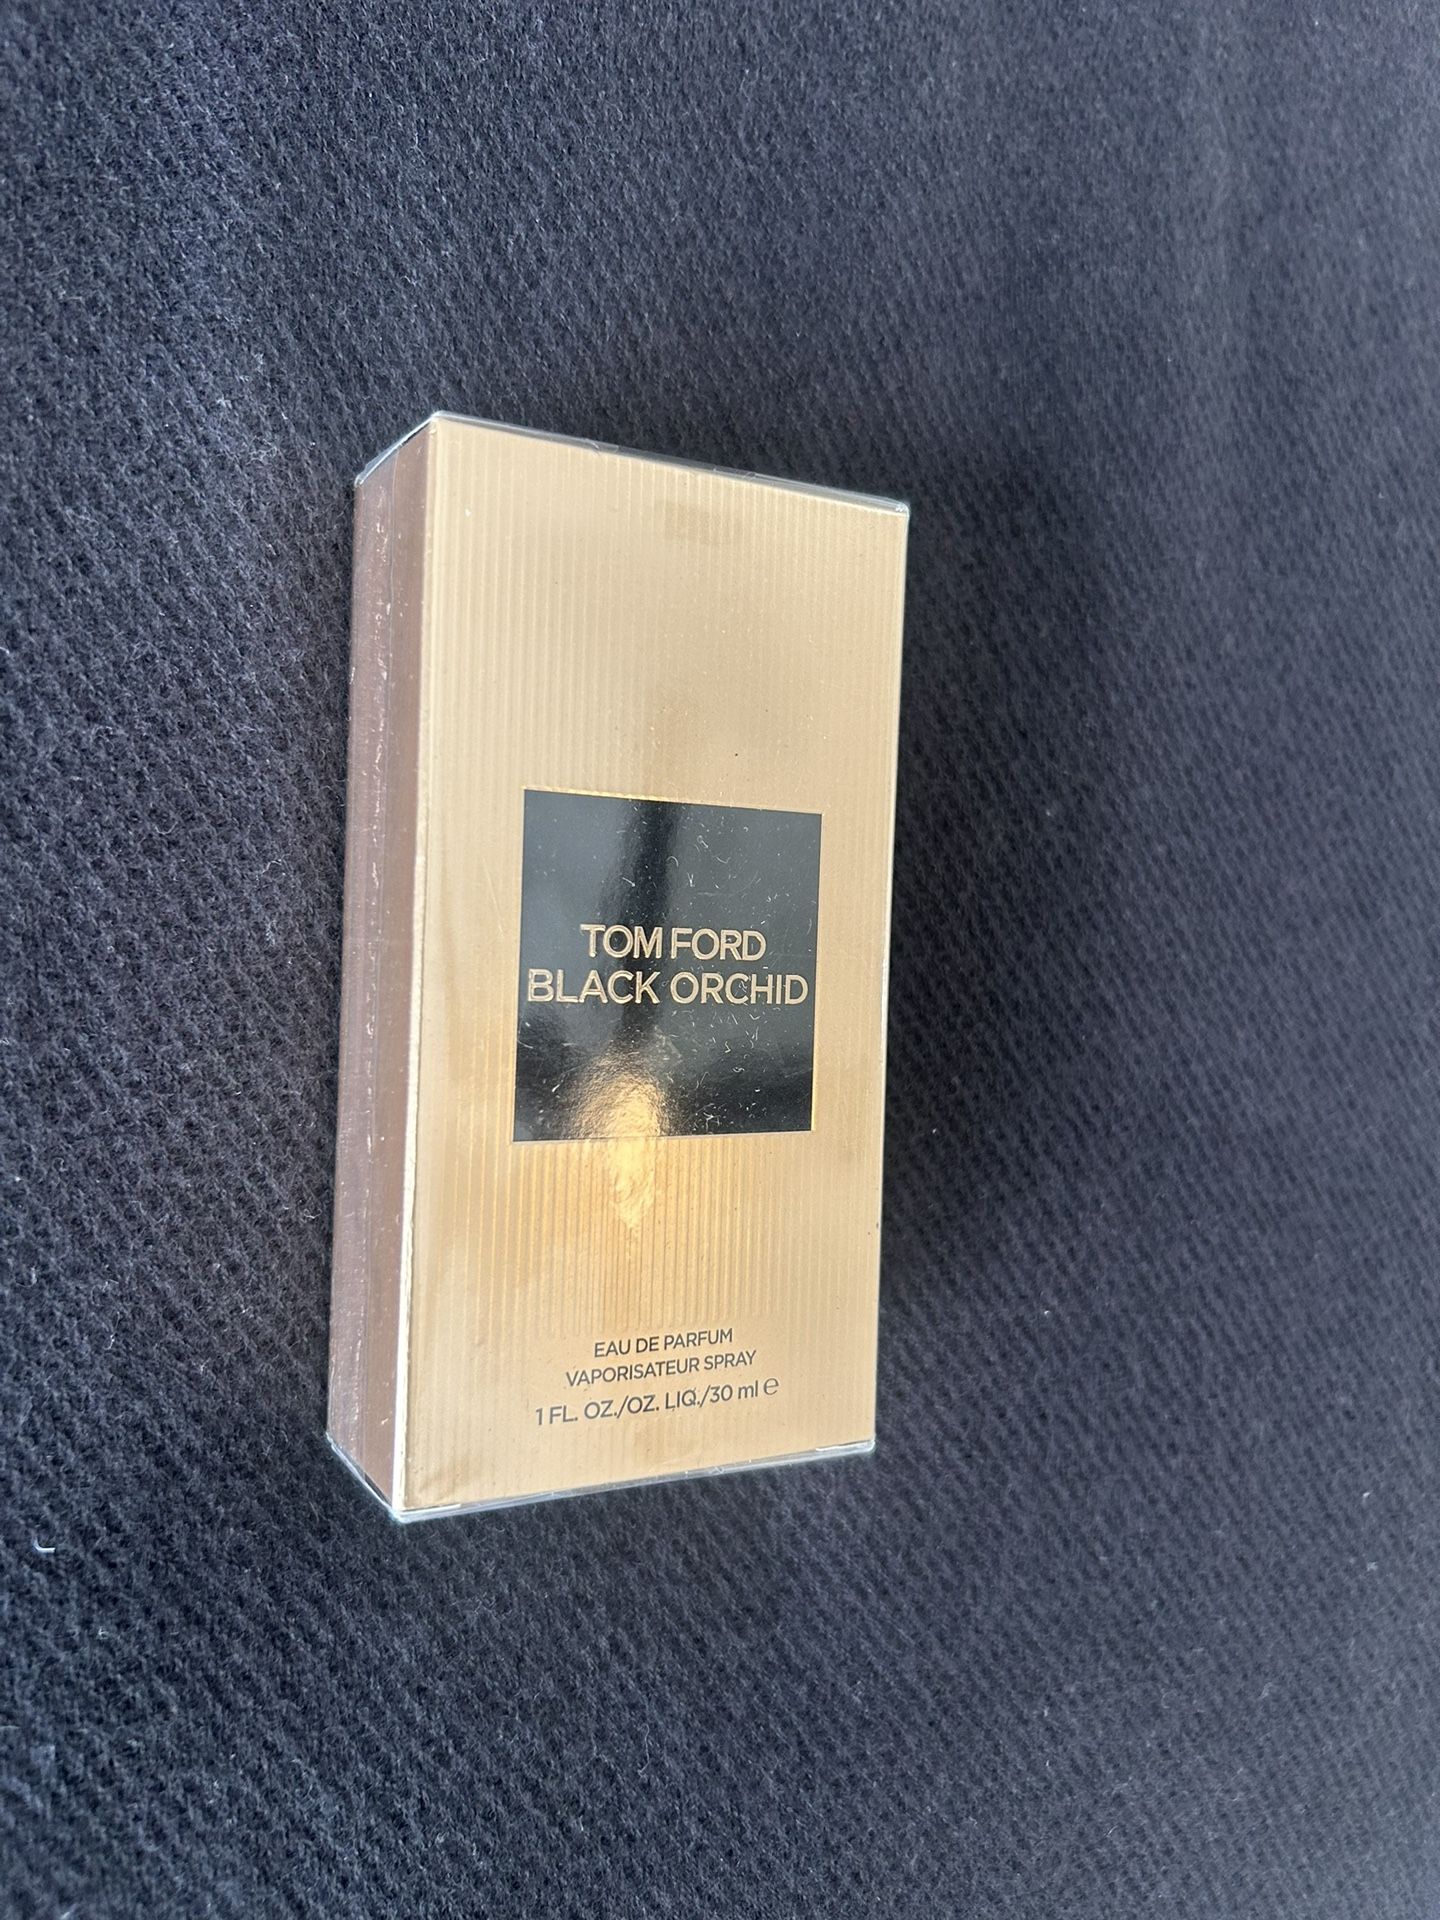 TOM FORD
BLACK ORCHID
EAU DE PARFUM
VAPORISATEUR SPRAY
1 FL. OZ./OZ. LIQ./30 ml ℮